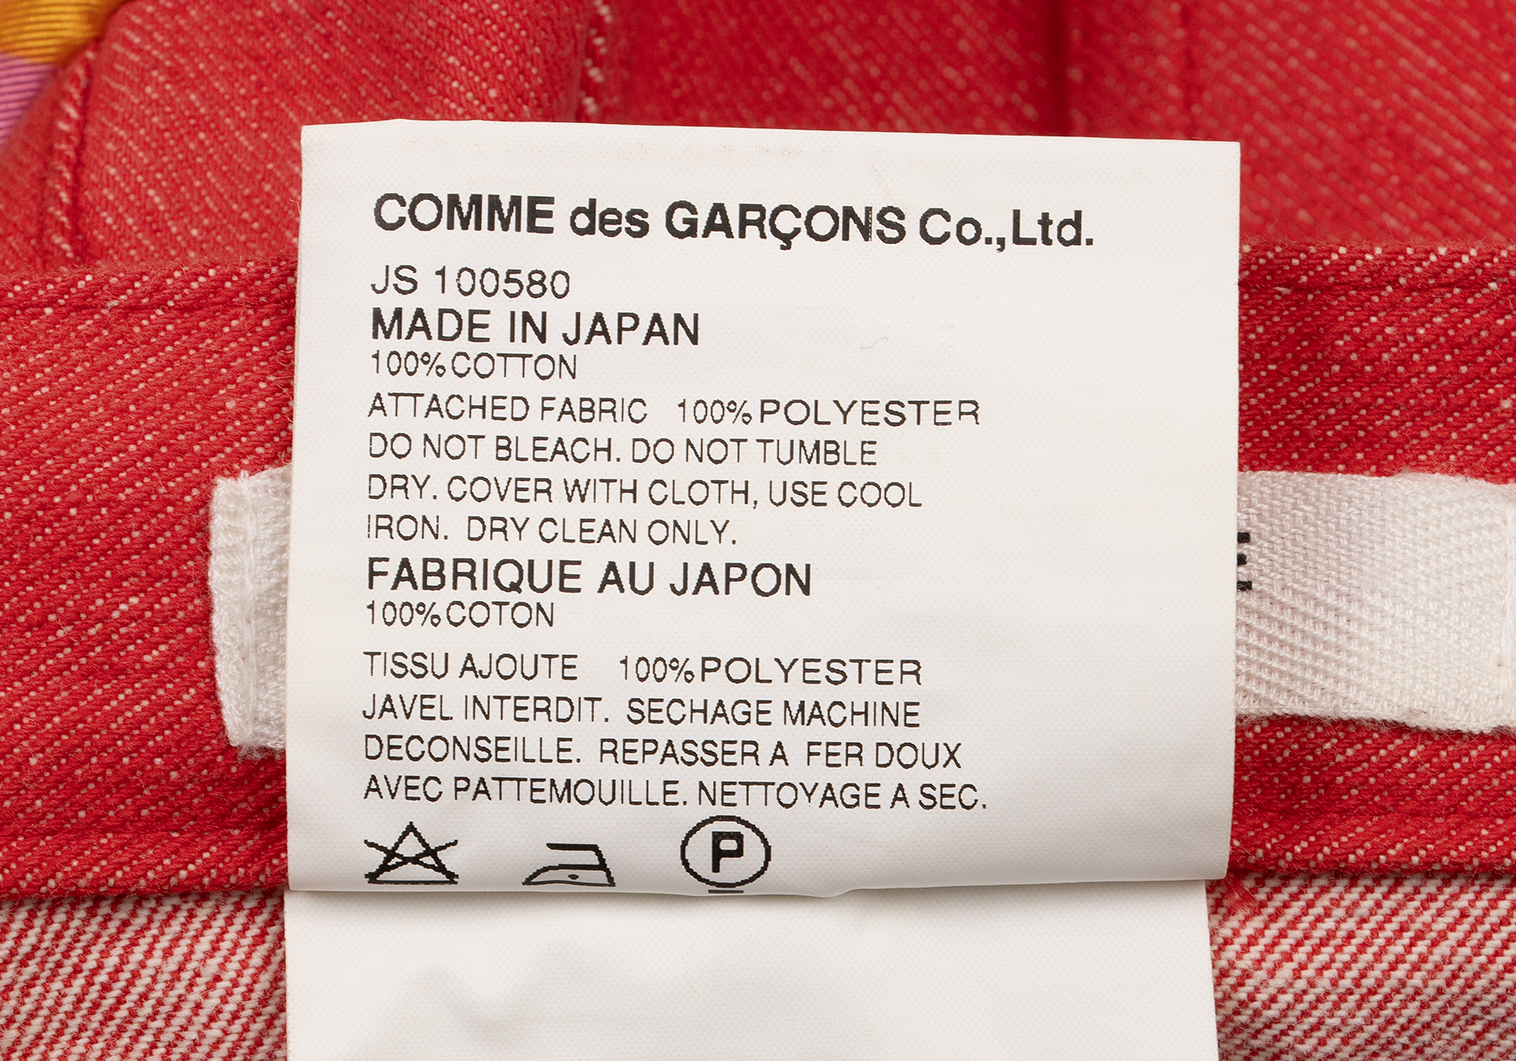 COMME des GARÇONS Co.,Ltd.
JS 100580
MADE IN JAPAN
100% COTTON
ATTACHED FABRIC 100% POLYESTER
DO NOT BLEACH. DO NOT TUMBLE
DRY. COVER WITH CLOTH, USE COOL
IRON. DRY CLEAN ONLY.
FABRIQUE AU JAPON
100% COTON
TISSU AJOUTE 100% POLYESTER
JAVEL INTERDIT. SECHAGE MACHINE
DECONSEILLE. REPASSER A FER DOUX
AVEC PATTEMOUILLE. NETTOYAGE A SEC.
P